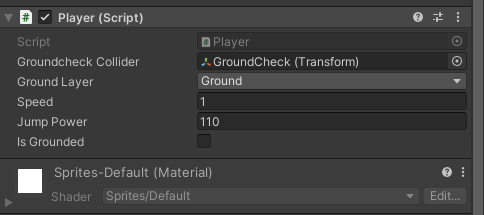 Player (Script)
Script Player
Groundcheck Collider GroundCheck (Transform)
Ground Layer Ground
Speed 1
Jump Power 110
Is Grounded
Sprites-Default (Material)
Shader Sprites/Default Edit...